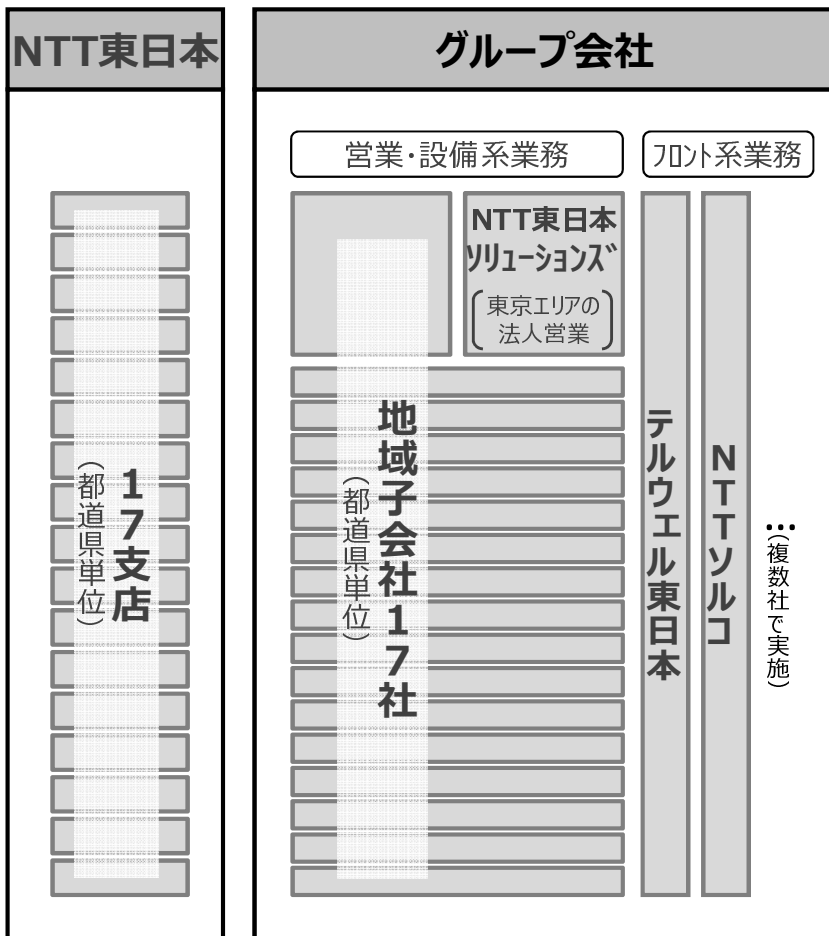 NTT東日本
グループ会社
営業・設備系業務
フロント系業務
NTT東日本
ソリューションズ
東京エリアの
法人営業
17支店
(都道県単位)
地域子会社17社
(都道県単位)
テルウエル東日本
NTTソルコ
…
(複数社で実施)